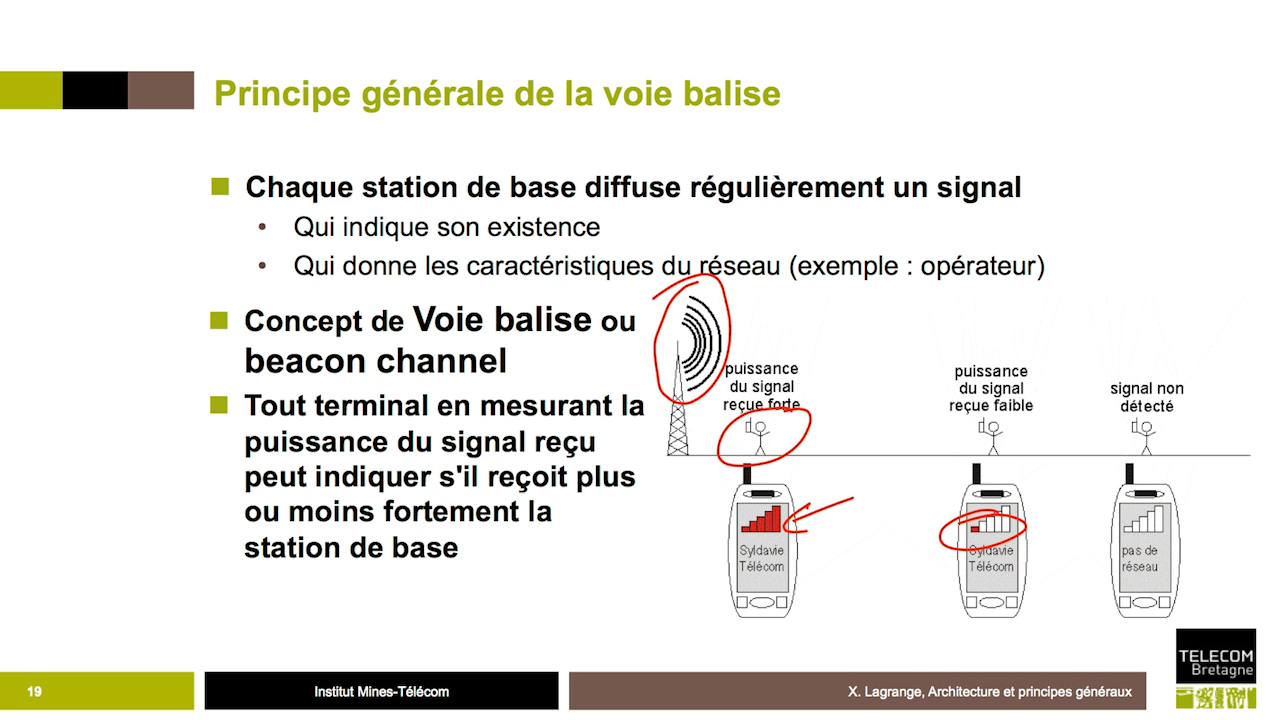 Principe générale de la voie balise
Chaque station de base diffuse régulièrement un signal
• Qui indique son existence
• Qui donne les caractéristiques du réseau (exemple : opérateur)
Concept de Voie balise ou
beacon channel
Tout terminal en mesurant la
puissance du signal reçu
peut indiquer s'il reçoit plus
ou moins fortement la
station de base
puissance
du signal
reçue forte
puissance
du signal
reçue faible
signal non
détecté
Syldavie
Télécom
Syldavie
Télécom
pas de
réseau
TELECOM
Bretagne
19
Institut Mines-Télécom
X. Lagrange, Architecture et principes généraux